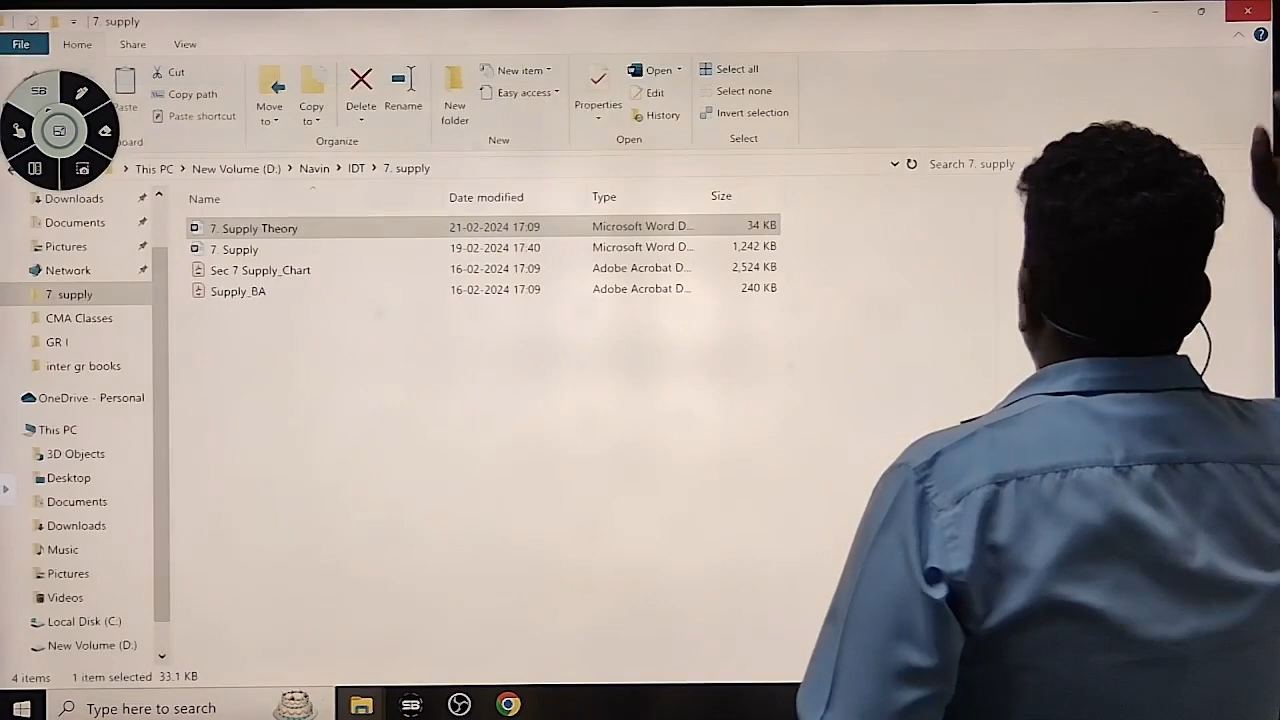 7. supply
File Home Share View
Paste
Cut
Copy path
Paste shortcut
Move to
Copy to
Delete
Rename
New folder
New item
Easy access
Properties
Open
Edit
History
Select all
Select none
Invert selection
Organize New Open Select
SB
This PC New Volume (D:) Navin IDT 7. supply
Search 7. supply
Name Date modified Type Size
7. Supply Theory 21-02-2024 17:09 Microsoft Word D... 34 KB
7. Supply 19-02-2024 17:40 Microsoft Word D... 1,242 KB
Sec 7 Supply_Chart 16-02-2024 17:09 Adobe Acrobat D... 2,524 KB
Supply_BA 16-02-2024 17:09 Adobe Acrobat D... 240 KB
Downloads
Documents
Pictures
Network
7. supply
CMA Classes
GR I
inter gr books
OneDrive - Personal
This PC
3D Objects
Desktop
Documents
Downloads
Music
Pictures
Videos
Local Disk (C:)
New Volume (D:)
4 items 1 item selected 33.1 KB
Type here to search
SB